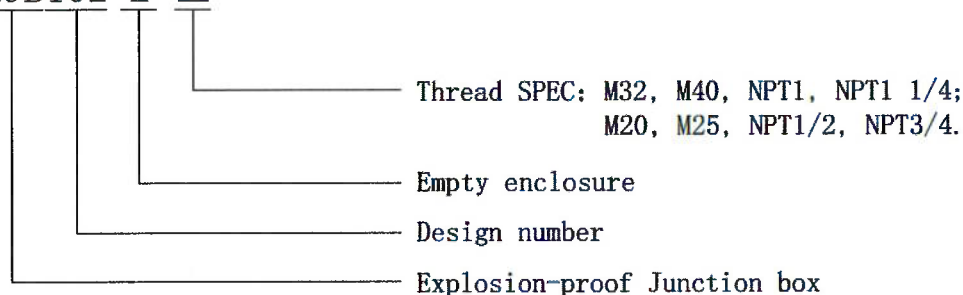 Thread SPEC: M32, M40, NPT1, NPT1 1/4;
M20, M25, NPT1/2, NPT3/4.
Empty enclosure
Design number
Explosion-proof Junction box